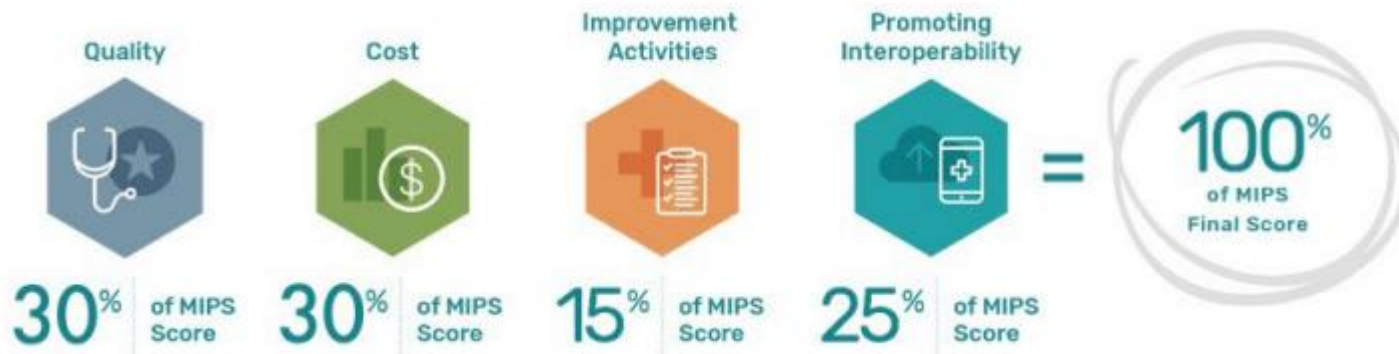 Quality
Cost
Improvement
Activities
Promoting
Interoperability
$
=
100%
of MIPS
Final Score
30%
of MIPS
Score
30%
of MIPS
Score
15%
of MIPS
Score
25%
of MIPS
Score